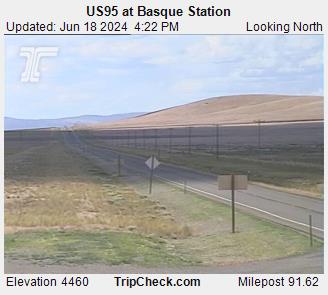 US95 at Basque Station
Updated: Jun 18 2024 4:22 PM
Looking North
Elevation 4460
TripCheck.com
Milepost 91.62